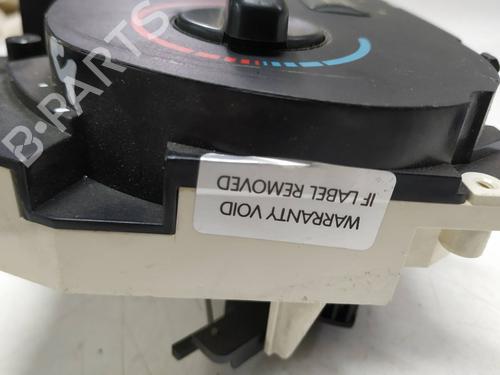 B-PARTS
WARRANTY VOID
IF LABEL REMOVED